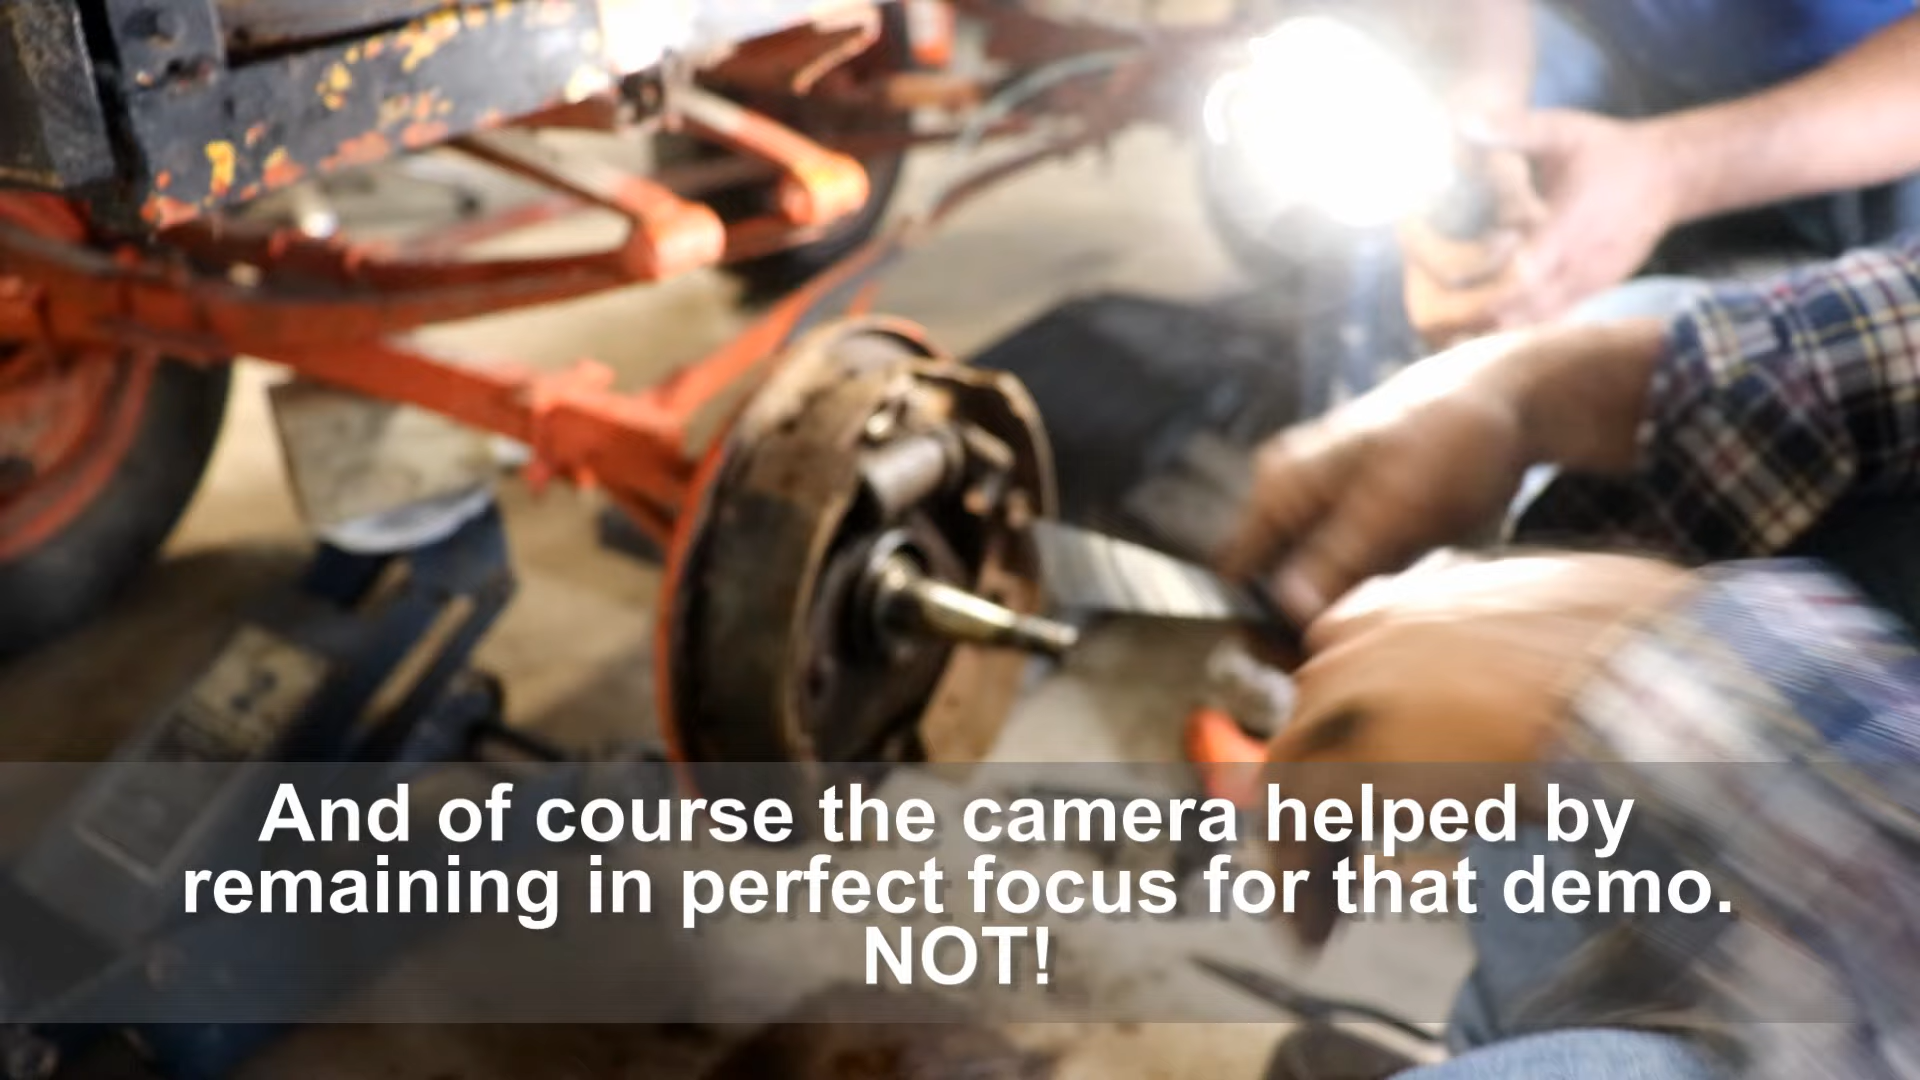 And of course the camera helped by
remaining in perfect focus for that demo.
NOT!